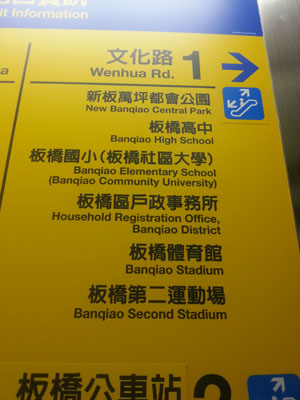 it Information
文化路 1
Wenhua Rd.
新板萬坪都會公園
New Banqiao Central Park
板橋高中
Banqiao High School
板橋國小(板橋社區大學)
Banqiao Elementary School
(Banqiao Community University)
板橋區戶政事務所
Household Registration Office,
Banqiao District
板橋體育館
Banqiao Stadium
板橋第二運動場
Banqiao Second Stadium
板橋公車站 2